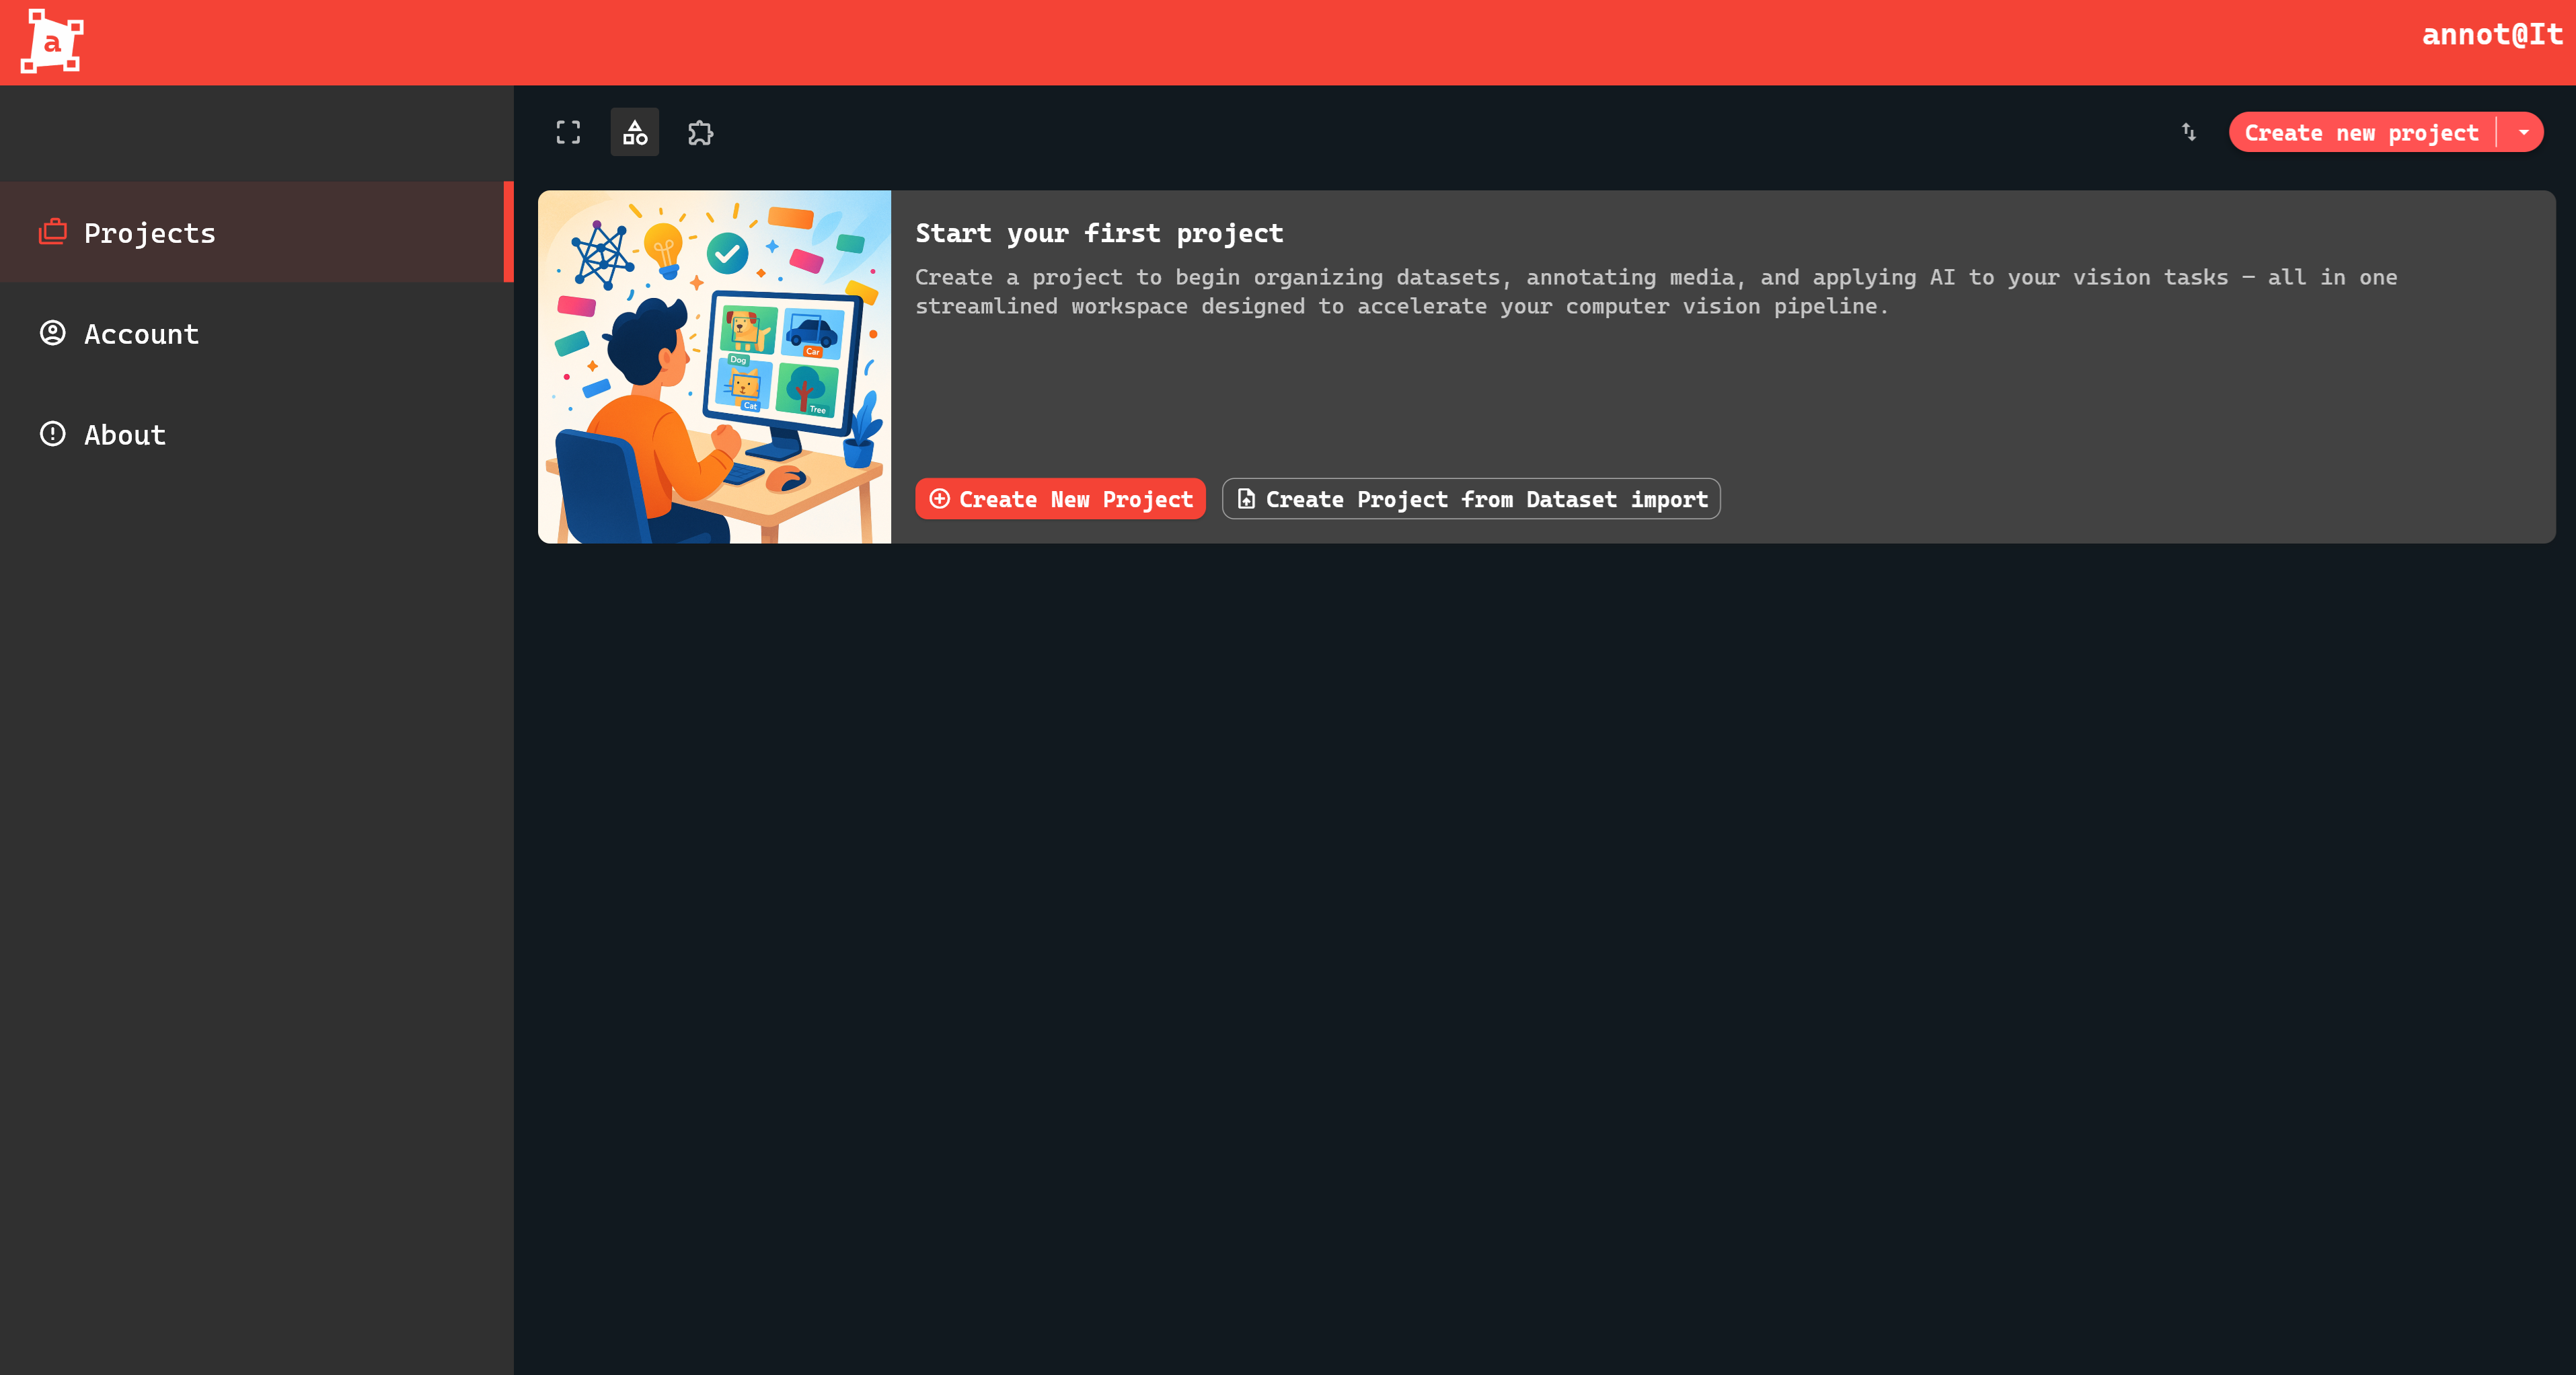 a
annot@It
Projects
Account
About
Create new project
Start your first project
Create a project to begin organizing datasets, annotating media, and applying AI to your vision tasks — all in one
streamlined workspace designed to accelerate your computer vision pipeline.
Dog
Car
Cat
Tree
Create New Project
Create Project from Dataset import